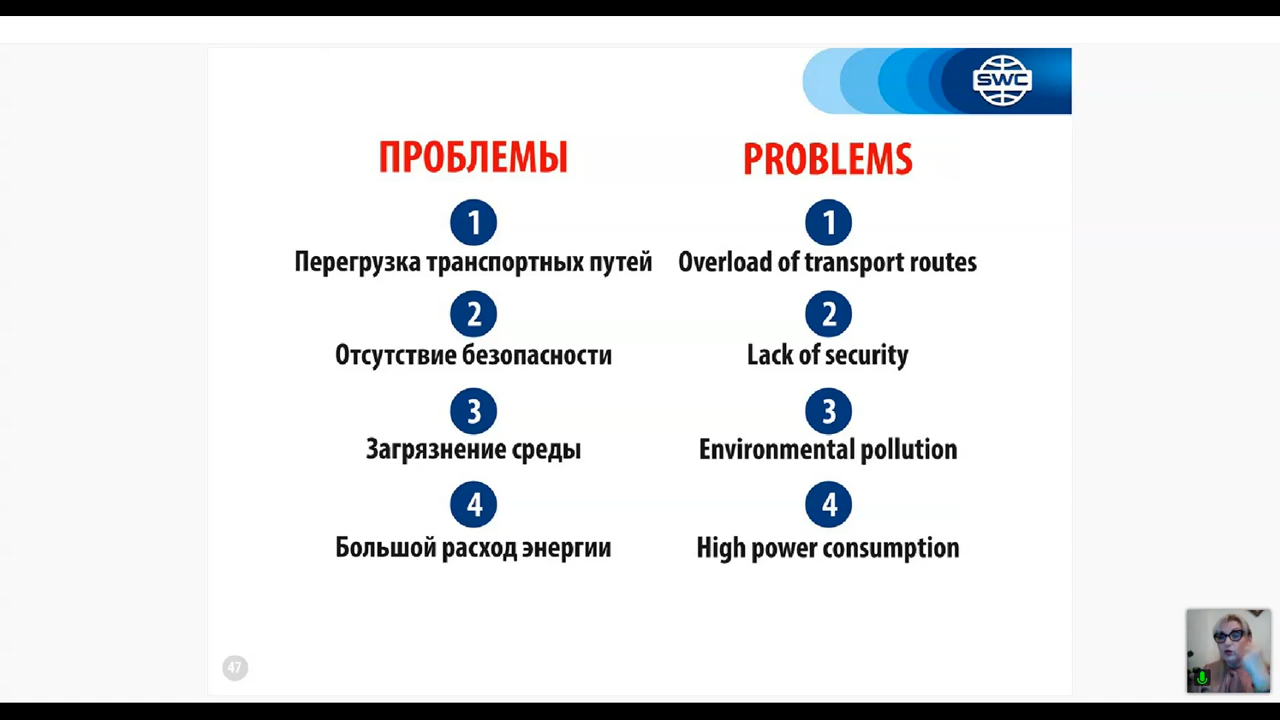 SWC
ПРОБЛЕМЫ
1
Перегрузка транспортных путей
2
Отсутствие безопасности
3
Загрязнение среды
4
Большой расход энергии
PROBLEMS
1
Overload of transport routes
2
Lack of security
3
Environmental pollution
4
High power consumption
47